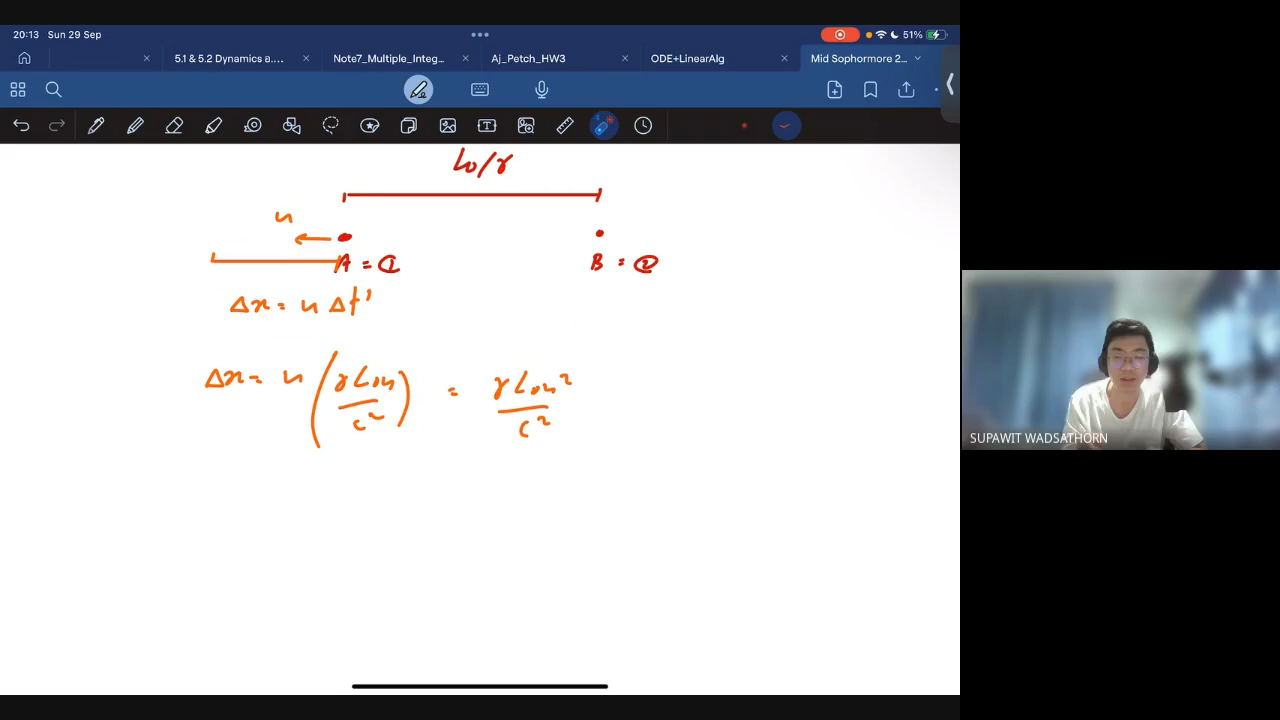 20:13 Sun 29 Sep
51%
5.1 & 5.2 Dynamics a....
Note7_Multiple_Integ...
Aj_Petch_HW3
ODE+LinearAlg
Mid Sophormore 2...
L₀/γ
u
A = ①
B = ②
Δx = u Δt'
Δx = u (γL₀u/c²) = γL₀u²/c²
SUPAWIT WADSATHORN